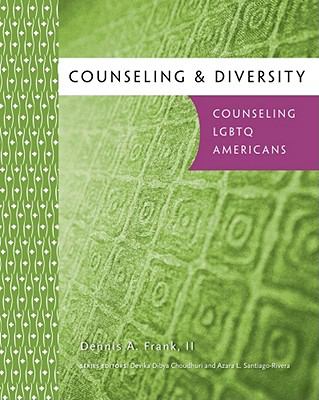 COUNSELING & DIVERSITY
COUNSELING
LGBTQ
AMERICANS
Dennis A. Frank, II
SERIES EDITORS: Devika Dibya Choudhuri and Azara L. Santiago-Rivera